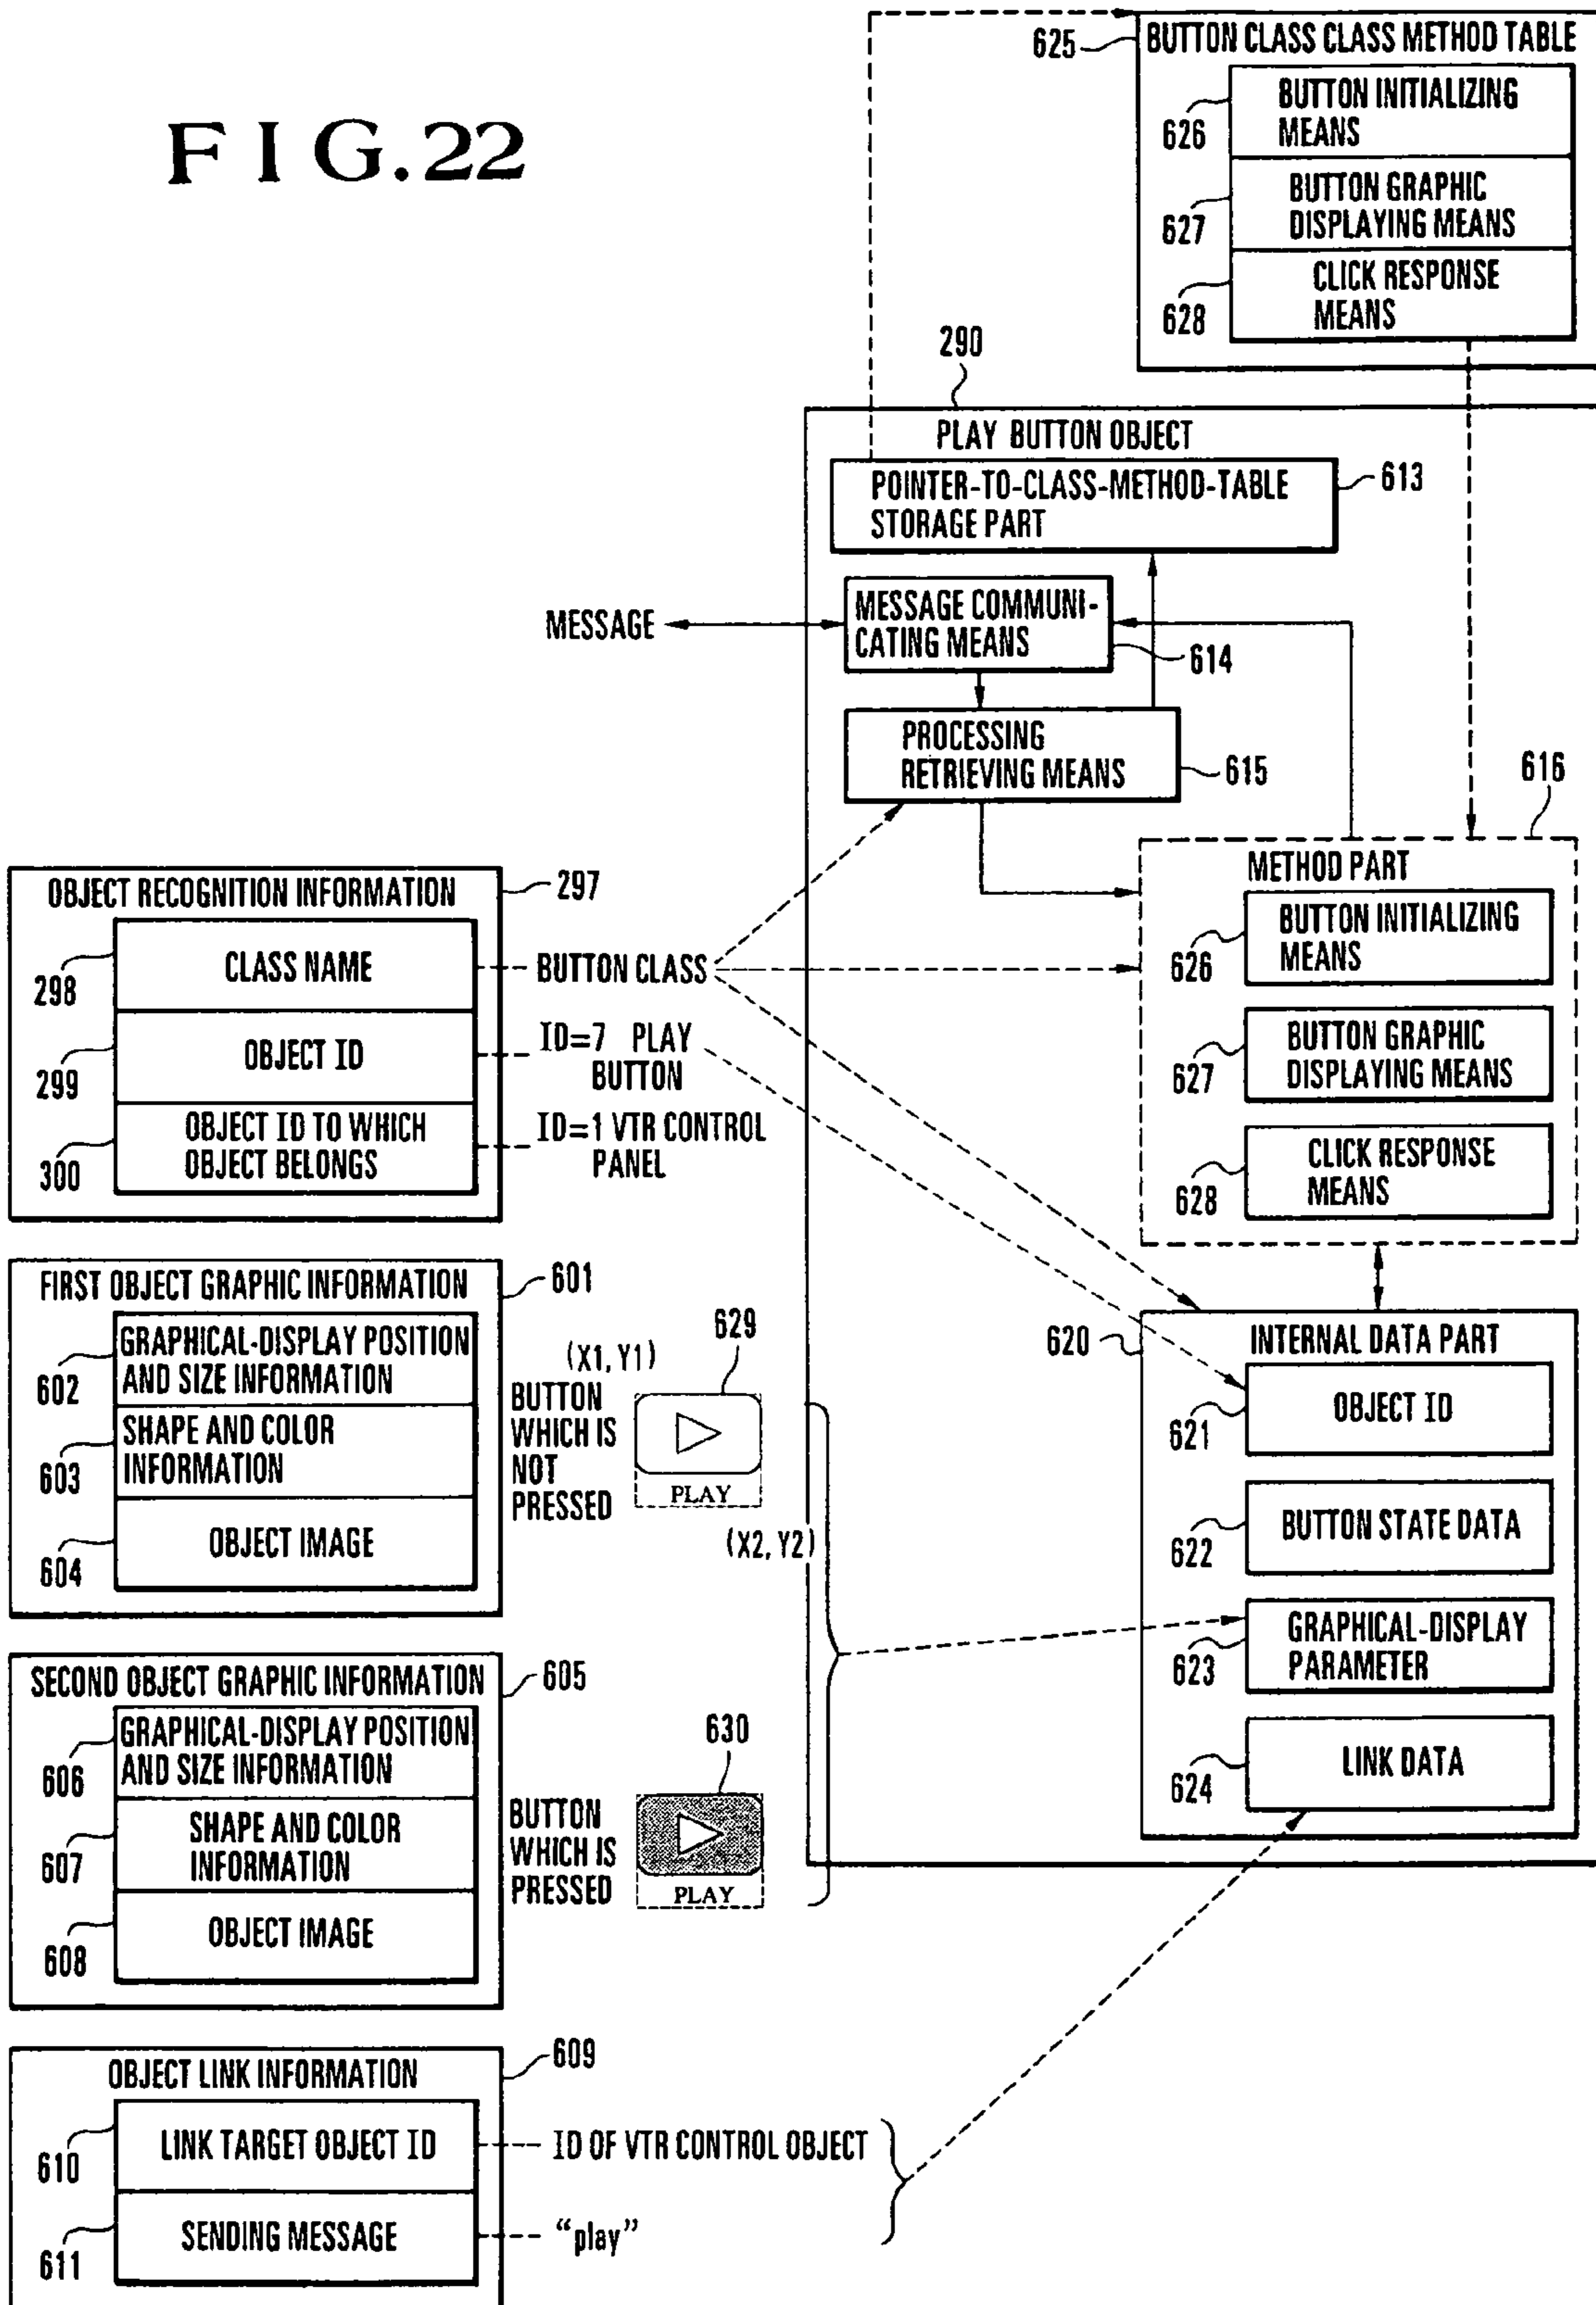 FIG.22
625
BUTTON CLASS CLASS METHOD TABLE
626
BUTTON INITIALIZING
MEANS
627
BUTTON GRAPHIC
DISPLAYING MEANS
628
CLICK RESPONSE
MEANS
290
PLAY BUTTON OBJECT
POINTER-TO-CLASS-METHOD-TABLE
STORAGE PART
613
MESSAGE
MESSAGE COMMUNI-
CATING MEANS
614
PROCESSING
RETRIEVING MEANS
615
616
METHOD PART
626
BUTTON INITIALIZING
MEANS
627
BUTTON GRAPHIC
DISPLAYING MEANS
628
CLICK RESPONSE
MEANS
620
INTERNAL DATA PART
621
OBJECT ID
622
BUTTON STATE DATA
623
GRAPHICAL-DISPLAY
PARAMETER
624
LINK DATA
OBJECT RECOGNITION INFORMATION
297
298
CLASS NAME
BUTTON CLASS
299
OBJECT ID
ID=7 PLAY
BUTTON
300
OBJECT ID TO WHICH
OBJECT BELONGS
ID=1 VTR CONTROL
PANEL
FIRST OBJECT GRAPHIC INFORMATION
601
602
GRAPHICAL-DISPLAY POSITION
AND SIZE INFORMATION
603
SHAPE AND COLOR
INFORMATION
604
OBJECT IMAGE
(X1, Y1)
BUTTON
WHICH IS
NOT
PRESSED
629
PLAY
(X2, Y2)
SECOND OBJECT GRAPHIC INFORMATION
605
606
GRAPHICAL-DISPLAY POSITION
AND SIZE INFORMATION
607
SHAPE AND COLOR
INFORMATION
608
OBJECT IMAGE
BUTTON
WHICH IS
PRESSED
630
PLAY
OBJECT LINK INFORMATION
609
610
LINK TARGET OBJECT ID
ID OF VTR CONTROL OBJECT
611
SENDING MESSAGE
“play”